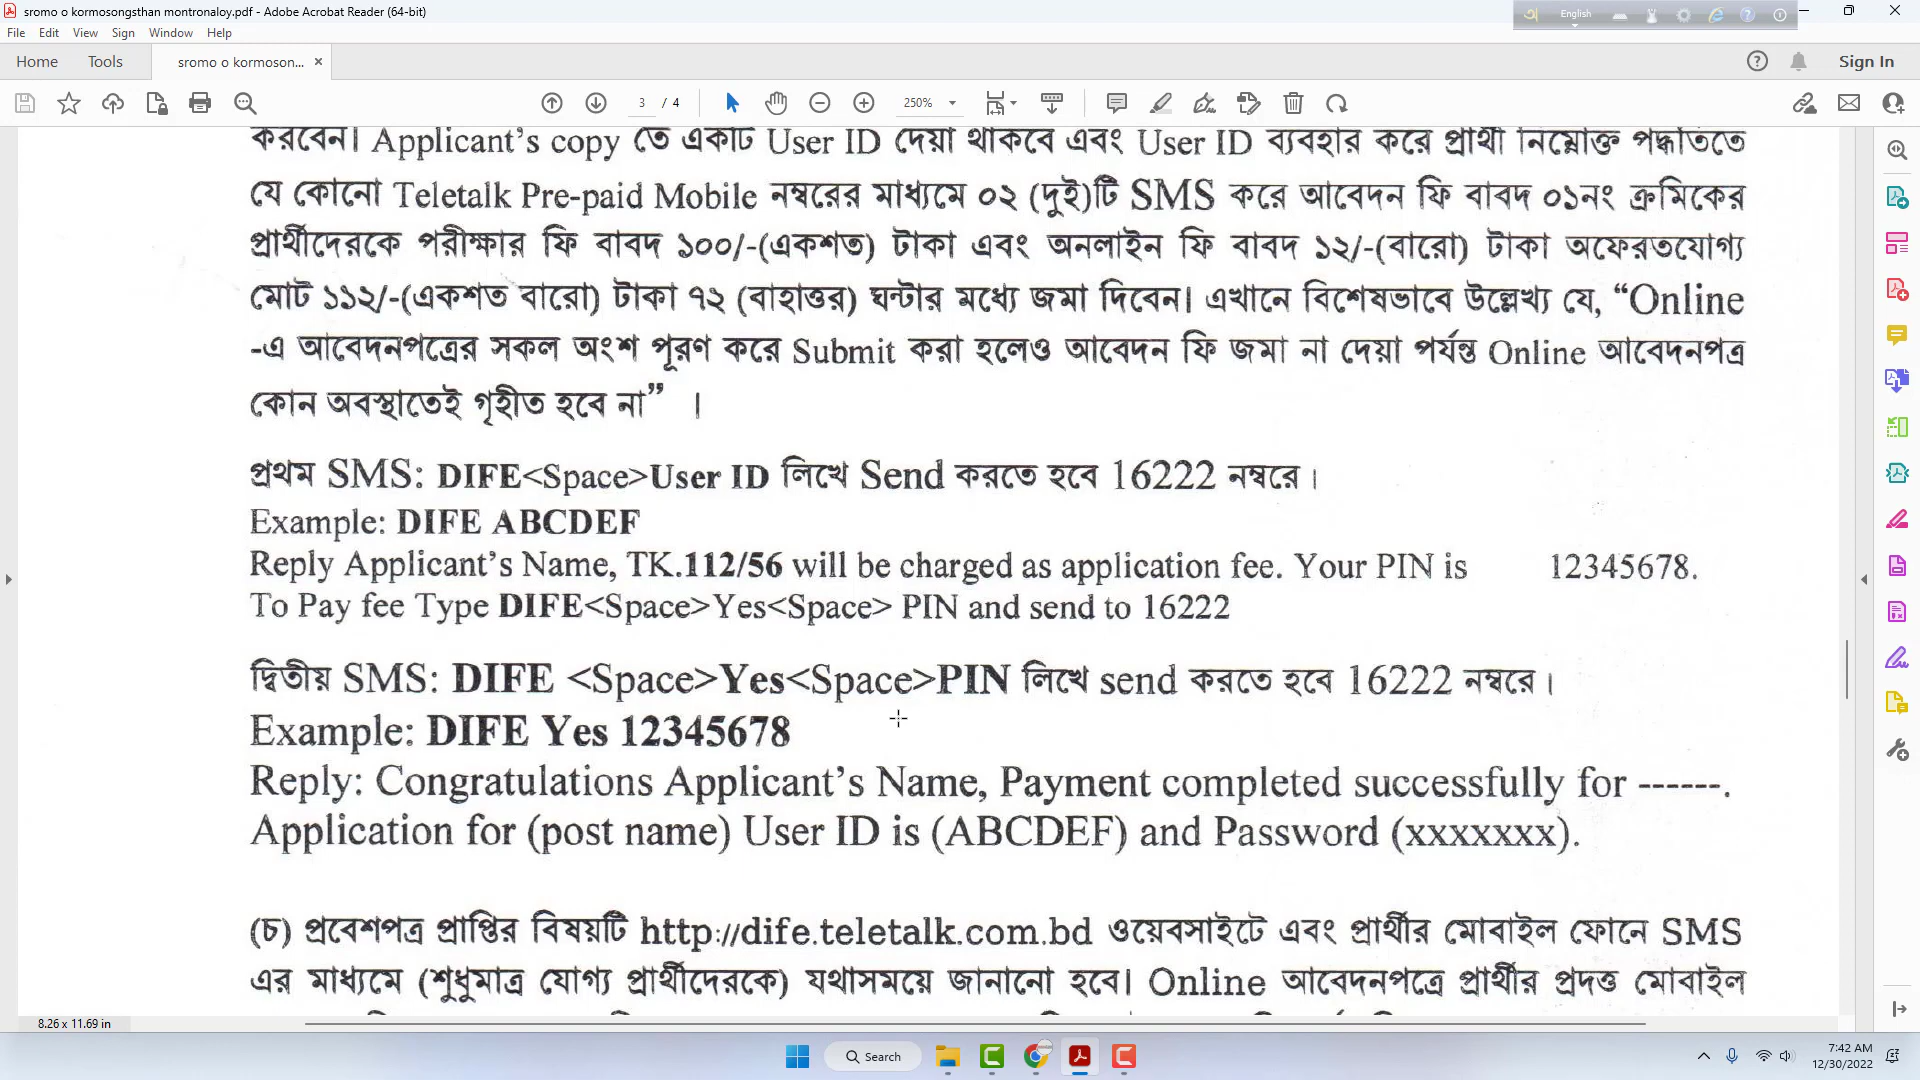 sromo o kormosongsthan montronaloy.pdf - Adobe Acrobat Reader (64-bit)
English
File Edit View Sign Window Help
Home Tools sromo o kormoson... Sign In
3 / 4 250%
করবেন। Applicant's copy তে একটি User ID দেয়া থাকবে এবং User ID ব্যবহার করে প্রার্থী নিম্নোক্ত পদ্ধতিতে
যে কোনো Teletalk Pre-paid Mobile নম্বরের মাধ্যমে ০২ (দুই)টি SMS করে আবেদন ফি বাবদ ০১নং ক্রমিকের
প্রার্থীদেরকে পরীক্ষার ফি বাবদ ১০০/-(একশত) টাকা এবং অনলাইন ফি বাবদ ১২/-(বারো) টাকা অফেরতযোগ্য
মোট ১১২/-(একশত বারো) টাকা ৭২ (বাহাত্তর) ঘন্টার মধ্যে জমা দিবেন। এখানে বিশেষভাবে উল্লেখ্য যে, “Online
-এ আবেদনপত্রের সকল অংশ পূরণ করে Submit করা হলেও আবেদন ফি জমা না দেয়া পর্যন্ত Online আবেদনপত্র
কোন অবস্থাতেই গৃহীত হবে না” ।
প্রথম SMS: DIFE<Space>User ID লিখে Send করতে হবে 16222 নম্বরে।
Example: DIFE ABCDEF
Reply Applicant's Name, TK.112/56 will be charged as application fee. Your PIN is 12345678.
To Pay fee Type DIFE<Space>Yes<Space> PIN and send to 16222
দ্বিতীয় SMS: DIFE <Space>Yes<Space>PIN লিখে send করতে হবে 16222 নম্বরে।
Example: DIFE Yes 12345678
Reply: Congratulations Applicant's Name, Payment completed successfully for ------.
Application for (post name) User ID is (ABCDEF) and Password (xxxxxxx).
(চ) প্রবেশপত্র প্রাপ্তির বিষয়টি http://dife.teletalk.com.bd ওয়েবসাইটে এবং প্রার্থীর মোবাইল ফোনে SMS
এর মাধ্যমে (শুধুমাত্র যোগ্য প্রার্থীদেরকে) যথাসময়ে জানানো হবে। Online আবেদনপত্রে প্রার্থীর প্রদত্ত মোবাইল
8.26 x 11.69 in
Search
7:42 AM
12/30/2022